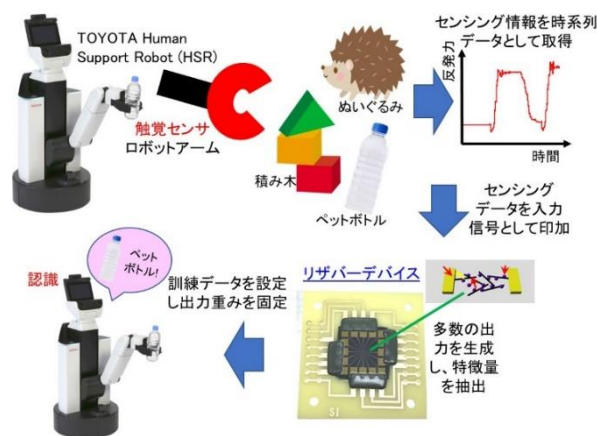 TOYOTA Human
Support Robot (HSR)
触覚センサ
ロボットアーム
ぬいぐるみ
積み木
ペットボトル
センシング情報を時系列
データとして取得
反発力
時間
センシング
データを入力
信号として印加
リザバーデバイス
多数の出
力を生成
し、特徴量
を抽出
訓練データを設定
し出力重みを固定
認識
ペット
ボトル!